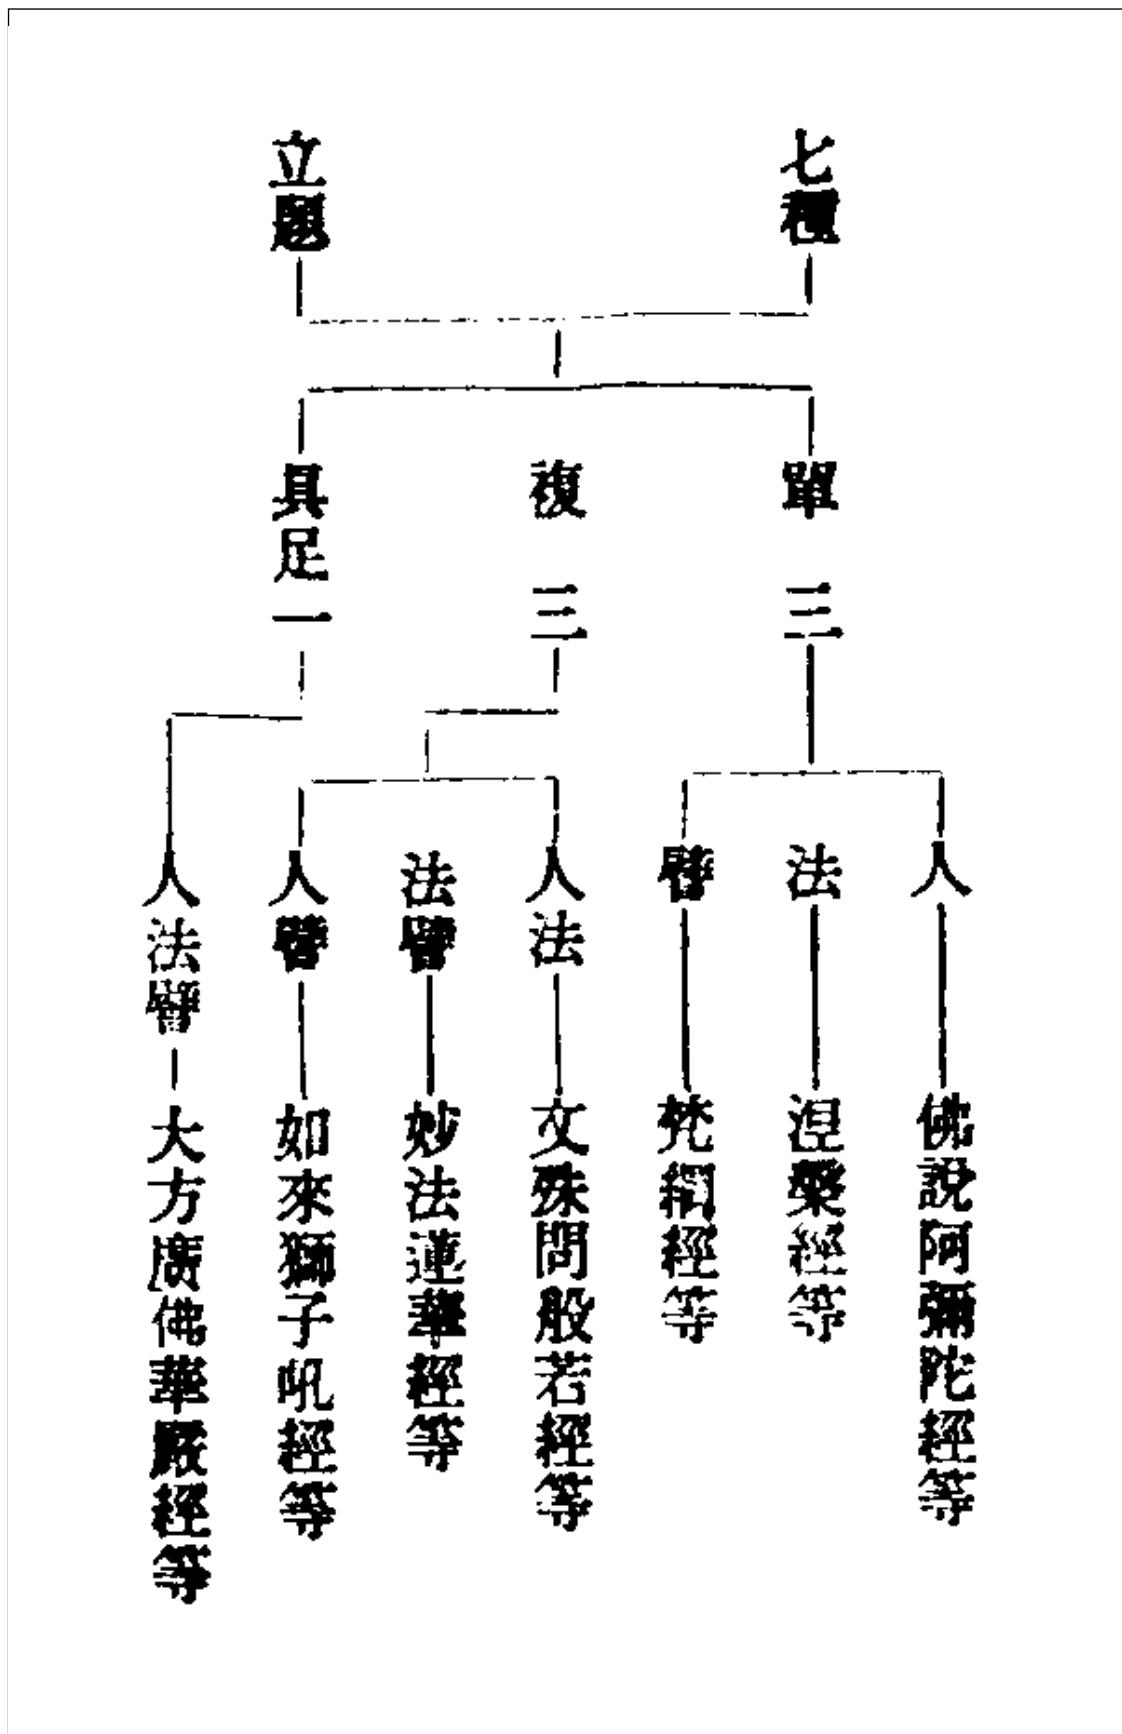 七種
立題
單三
複三
具足一
人
法
譬
人法
法譬
人譬
人法譬
佛說阿彌陀經等
涅槃經等
梵網經等
文殊問般若經等
妙法蓮華經等
如來獅子吼經等
大方廣佛華嚴經等